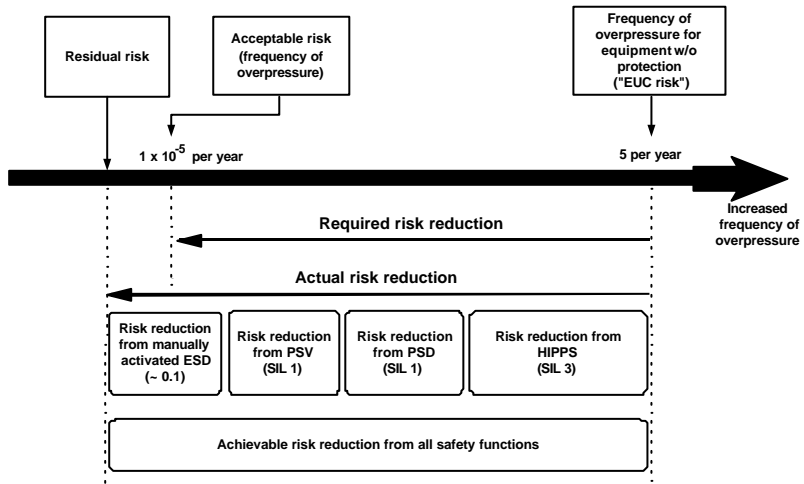 Residual risk
Acceptable risk
(frequency of
overpressure)
Frequency of
overpressure for
equipment w/o
protection
("EUC risk")
1 x 10⁻⁵ per year
5 per year
Increased
frequency of
overpressure
Required risk reduction
Actual risk reduction
Risk reduction
from manually
activated ESD
(~ 0.1)
Risk reduction
from PSV
(SIL 1)
Risk reduction
from PSD
(SIL 1)
Risk reduction from
HIPPS
(SIL 3)
Achievable risk reduction from all safety functions